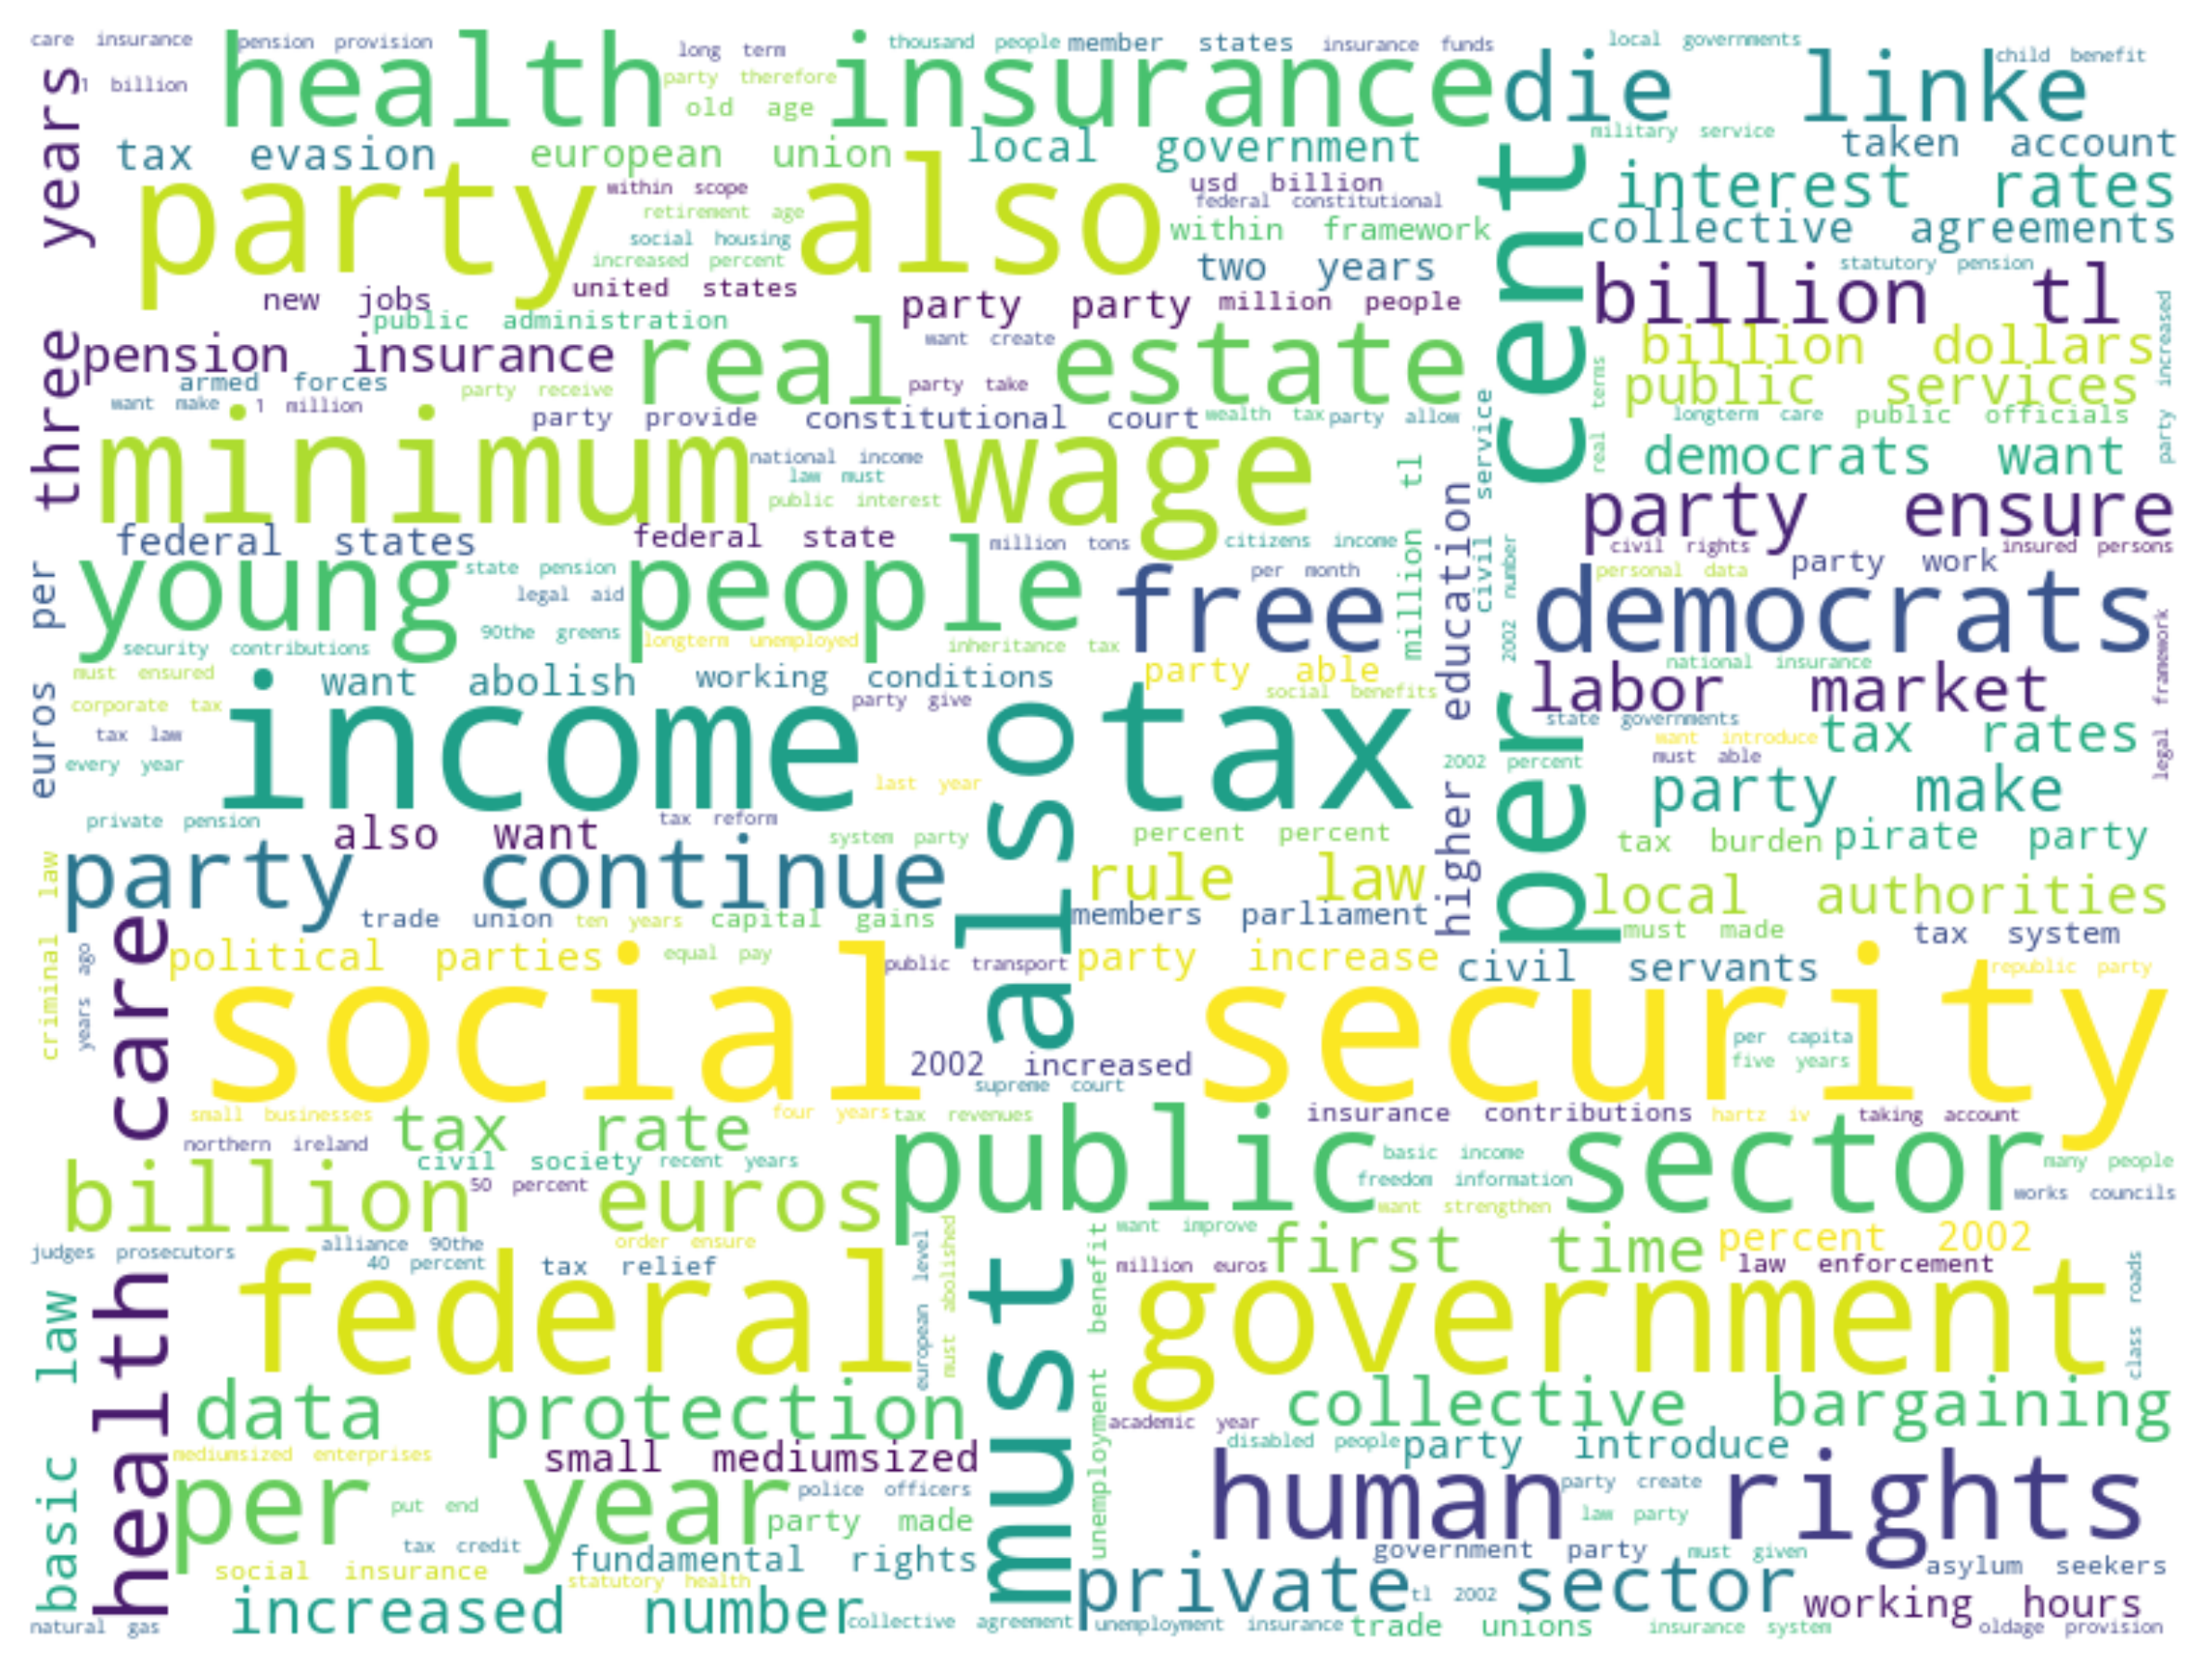 care insurance
pension provision
health insurance
long term
thousand people
member states
insurance funds
local governments
child benefit
die linke
1 billion
party therefore
old age
three years
tax evasion
european union
local government
military service
taken account
party also
within scope
usd billion
federal constitutional
interest rates
retirement age
social housing
within framework
collective agreements
increased percent
two years
statutory pension
new jobs
united states
party party
million people
billion tl
public administration
per cent
party increased
pension insurance
real estate
want create
billion dollars
armed forces
party receive
party take
real terms
public services
want make
1 million
party provide
constitutional court
wealth tax
party allow
longterm care
public officials
minimum wage
national income
law must
public interest
million tl
civil service
democrats want
higher education
party ensure
federal states
federal state
million tons
citizens income
2002 number
civil rights
insured persons
euros per
young people
state pension
legal aid
per month
personal data
party work
free democrats
90the greens
longterm unemployed
inheritance tax
security contributions
legal framework
must ensured
want abolish
working conditions
party able
national insurance
social benefits
labor market
corporate tax
income tax
party give
state governments
tax law
want introduce
tax rates
every year
last year
2002 percent
must able
party make
private pension
also want
tax reform
system party
percent percent
tax burden
pirate party
must also
party continue
rule law
criminal law
local authorities
trade union
ten years
capital gains
members parliament
must made
tax system
health care
years ago
political parties
equal pay
public transport
party increase
civil servants
republic party
social security
per capita
five years
2002 increased
supreme court
small businesses
tax rate
four years
tax revenues
insurance contributions
hartz iv
taking account
northern ireland
public sector
civil society
recent years
basic income
many people
billion euros
50 percent
freedom information
works councils
want strengthen
judges prosecutors
alliance 90the
order ensure
european level
must abolished
unemployment benefit
want improve
first time
percent 2002
40 percent
tax relief
million euros
law enforcement
federal government
class roads
basic law
data protection
collective bargaining
academic year
mediumsized enterprises
small mediumsized
disabled people
party introduce
human rights
per year
put end
police officers
party create
party made
law party
tax credit
fundamental rights
government party
must given
social insurance
statutory health
asylum seekers
private sector
tl 2002
increased number
working hours
natural gas
collective agreement
unemployment insurance
trade unions
insurance system
oldage provision